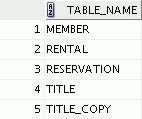 TABLE_NAME
1 MEMBER
2 RENTAL
3 RESERVATION
4 TITLE
5 TITLE_COPY